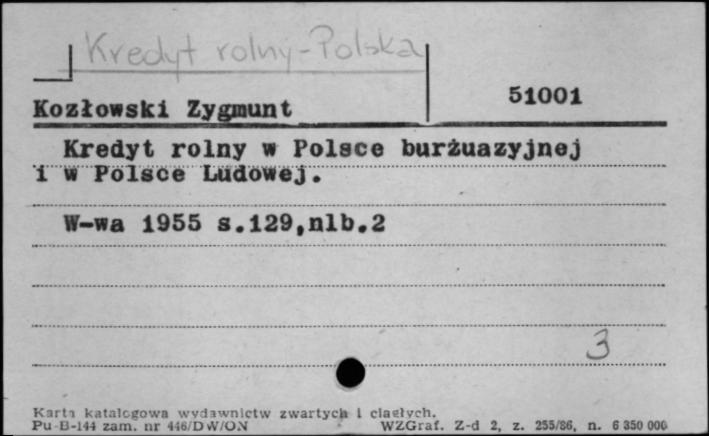 Kredyt rolny-Polska
51001
Kozłowski Zygmunt
Kredyt rolny w Polsce burżuazyjnej
i w Polsce Ludowej.
W-wa 1955 s.129,nlb.2
3
Karta katalogowa wydawnictw zwartych i ciągłych.
Pu-B-144 zam. nr 446/DW/ON WZGraf. Z-d 2, z. 255/86, n. 6 350 000